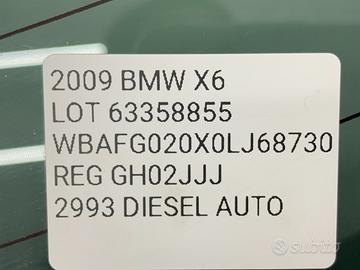 2009 BMW X6
LOT 63358855
WBAFG020X0LJ68730
REG GH02JJJ
2993 DIESEL AUTO
subito